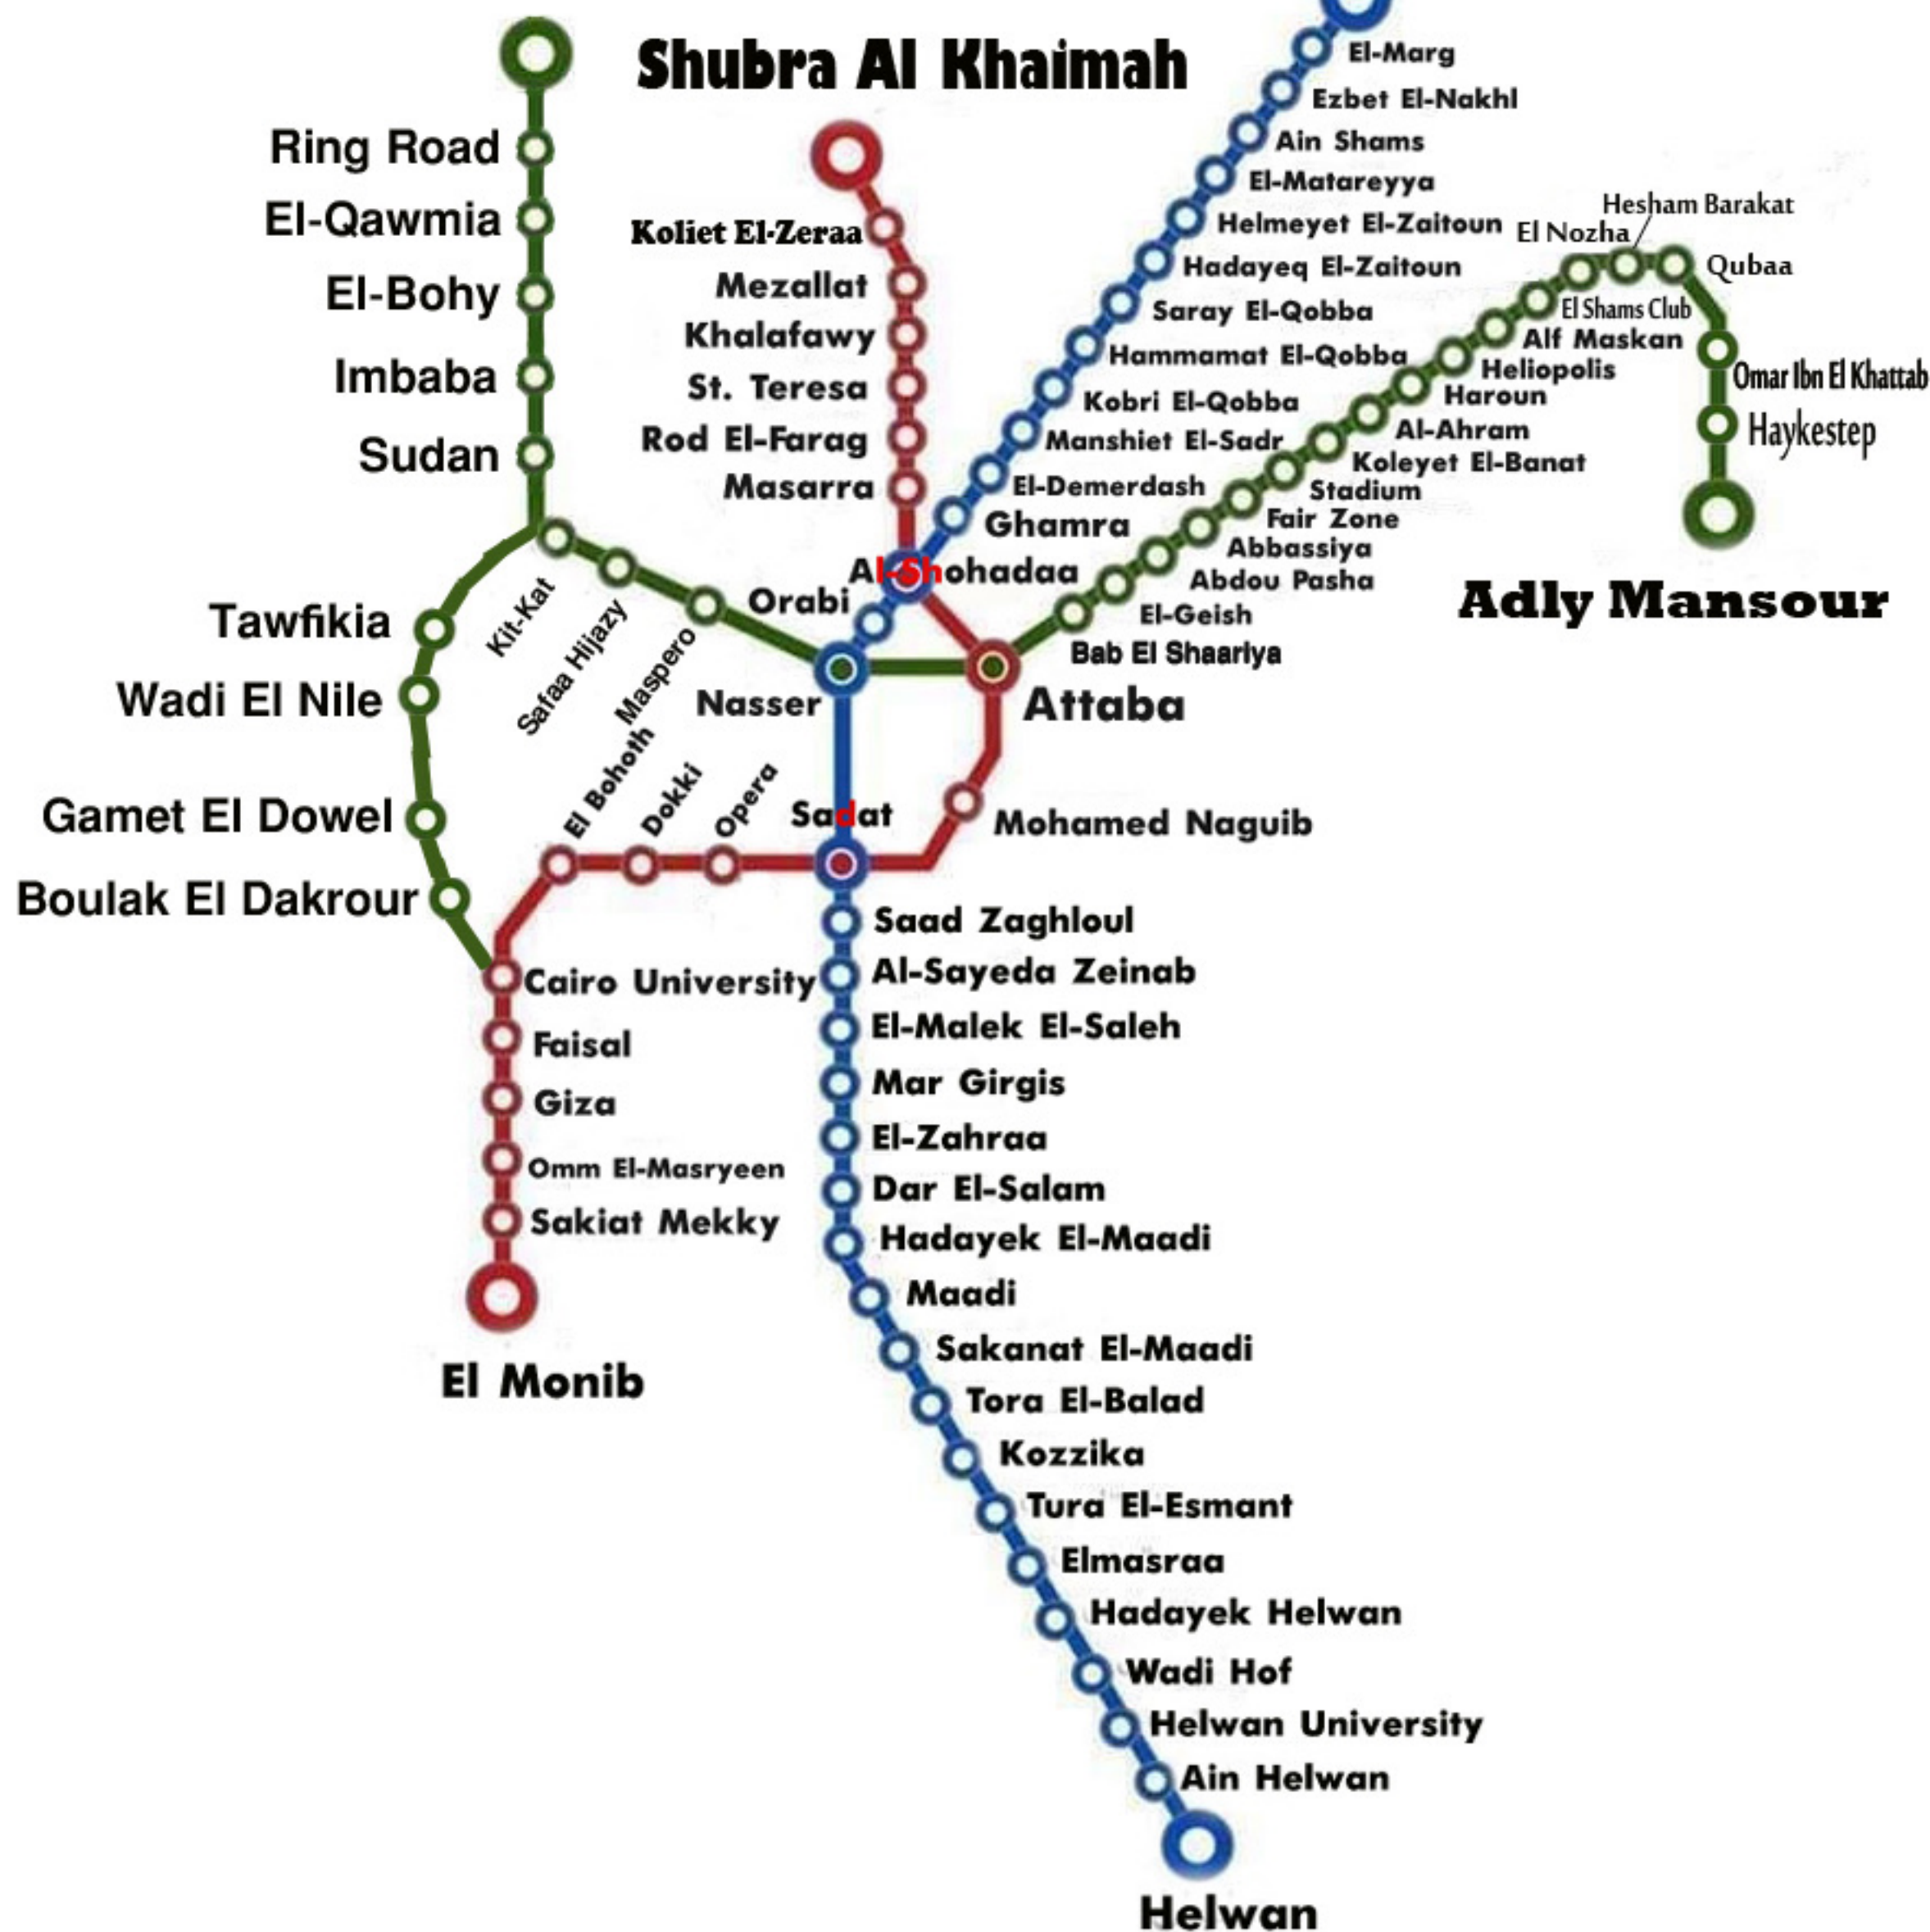 Shubra Al Khaimah
Ring Road
El-Qawmia
El-Bohy
Imbaba
Sudan
Tawfikia
Wadi El Nile
Gamet El Dowel
Boulak El Dakrour
Koliet El-Zeraa
Mezallat
Khalafawy
St. Teresa
Rod El-Farag
Masarra
Al-Shohadaa
El-Marg
Ezbet El-Nakhl
Ain Shams
El-Matareyya
Helmeyet El-Zaitoun
Hadayeq El-Zaitoun
Saray El-Qobba
Hammamat El-Qobba
Kobri El-Qobba
Manshiet El-Sadr
El-Demerdash
Ghamra
Orabi
Nasser
Kit-Kat
Safaa Hijazy
Maspero
Hesham Barakat
El Nozha
Qubaa
El Shams Club
Alf Maskan
Omar Ibn El Khattab
Heliopolis
Haroun
Haykestep
Al-Ahram
Koleyet El-Banat
Stadium
Fair Zone
Abbassiya
Abdou Pasha
El-Geish
Bab El Shaariya
Adly Mansour
Attaba
Mohamed Naguib
El Bohoth
Dokki
Opera
Sadat
Cairo University
Faisal
Giza
Omm El-Masryeen
Sakiat Mekky
El Monib
Saad Zaghloul
Al-Sayeda Zeinab
El-Malek El-Saleh
Mar Girgis
El-Zahraa
Dar El-Salam
Hadayek El-Maadi
Maadi
Sakanat El-Maadi
Tora El-Balad
Kozzika
Tura El-Esmant
Elmasraa
Hadayek Helwan
Wadi Hof
Helwan University
Ain Helwan
Helwan